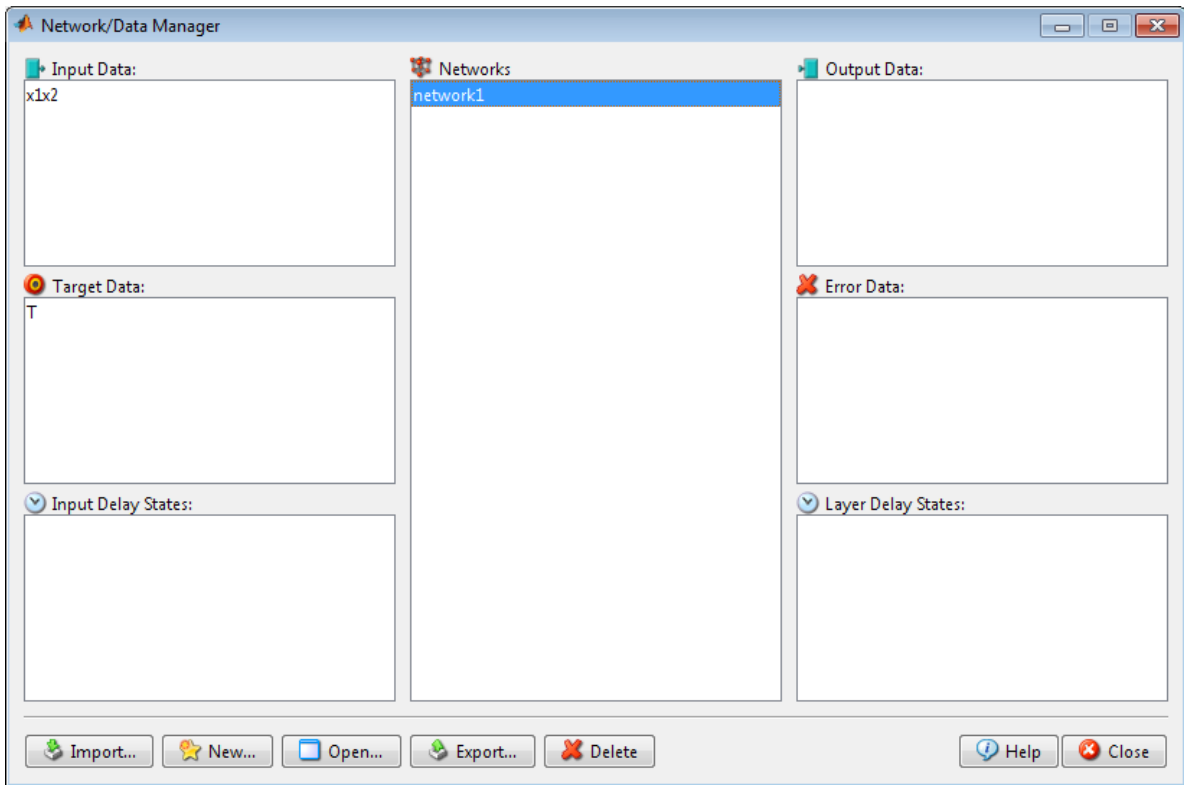 Network/Data Manager
Input Data:
x1x2
Networks
network1
Output Data:
Target Data:
T
Error Data:
Input Delay States:
Layer Delay States:
Import... New... Open... Export... Delete Help Close